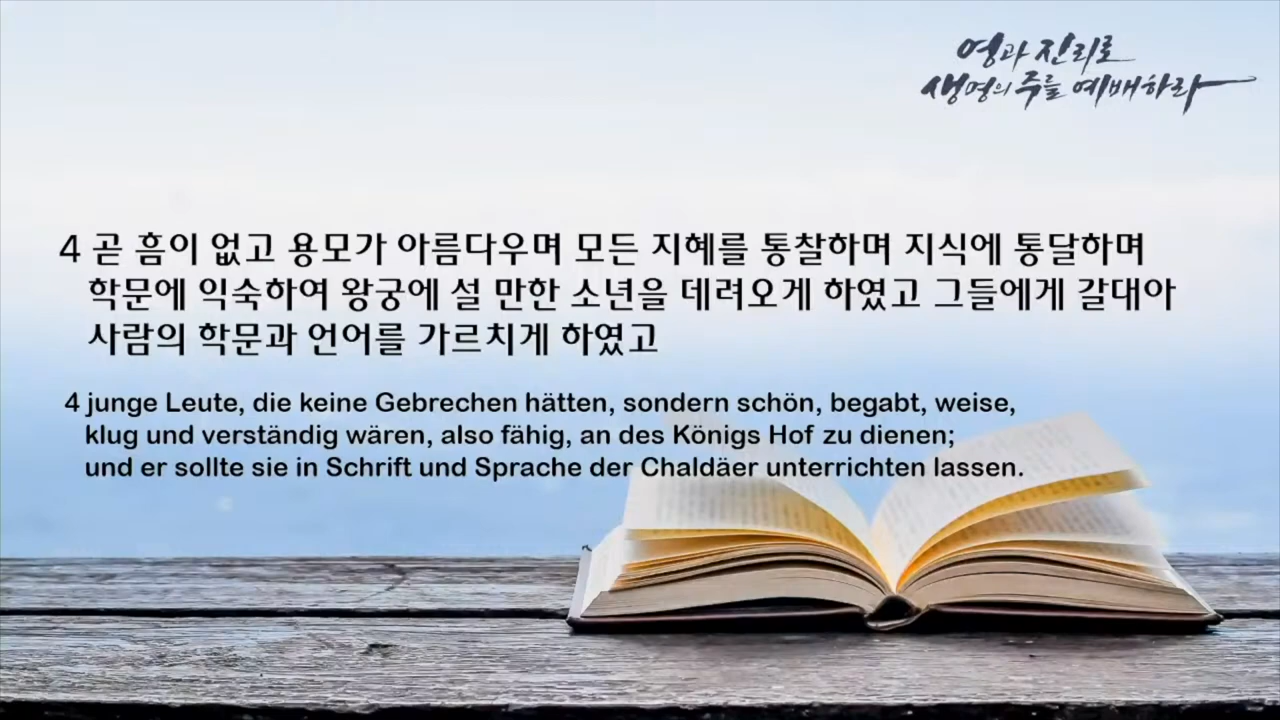 영과 진리로
생명의 주를 예배하라
4 곧 흠이 없고 용모가 아름다우며 모든 지혜를 통찰하며 지식에 통달하며
학문에 익숙하여 왕궁에 설 만한 소년을 데려오게 하였고 그들에게 갈대아
사람의 학문과 언어를 가르치게 하였고
4 junge Leute, die keine Gebrechen hätten, sondern schön, begabt, weise,
klug und verständig wären, also fähig, an des Königs Hof zu dienen;
und er sollte sie in Schrift und Sprache der Chaldäer unterrichten lassen.